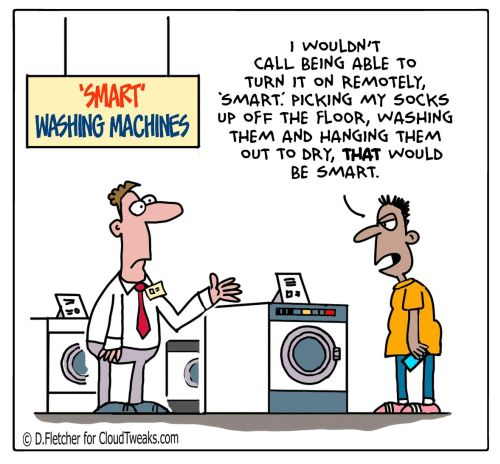 'SMART'
WASHING MACHINES
I WOULDN'T
CALL BEING ABLE TO
TURN IT ON REMOTELY,
'SMART'. PICKING MY SOCKS
UP OFF THE FLOOR, WASHING
THEM AND HANGING THEM
OUT TO DRY, THAT WOULD
BE SMART.
© D.Fletcher for CloudTweaks.com